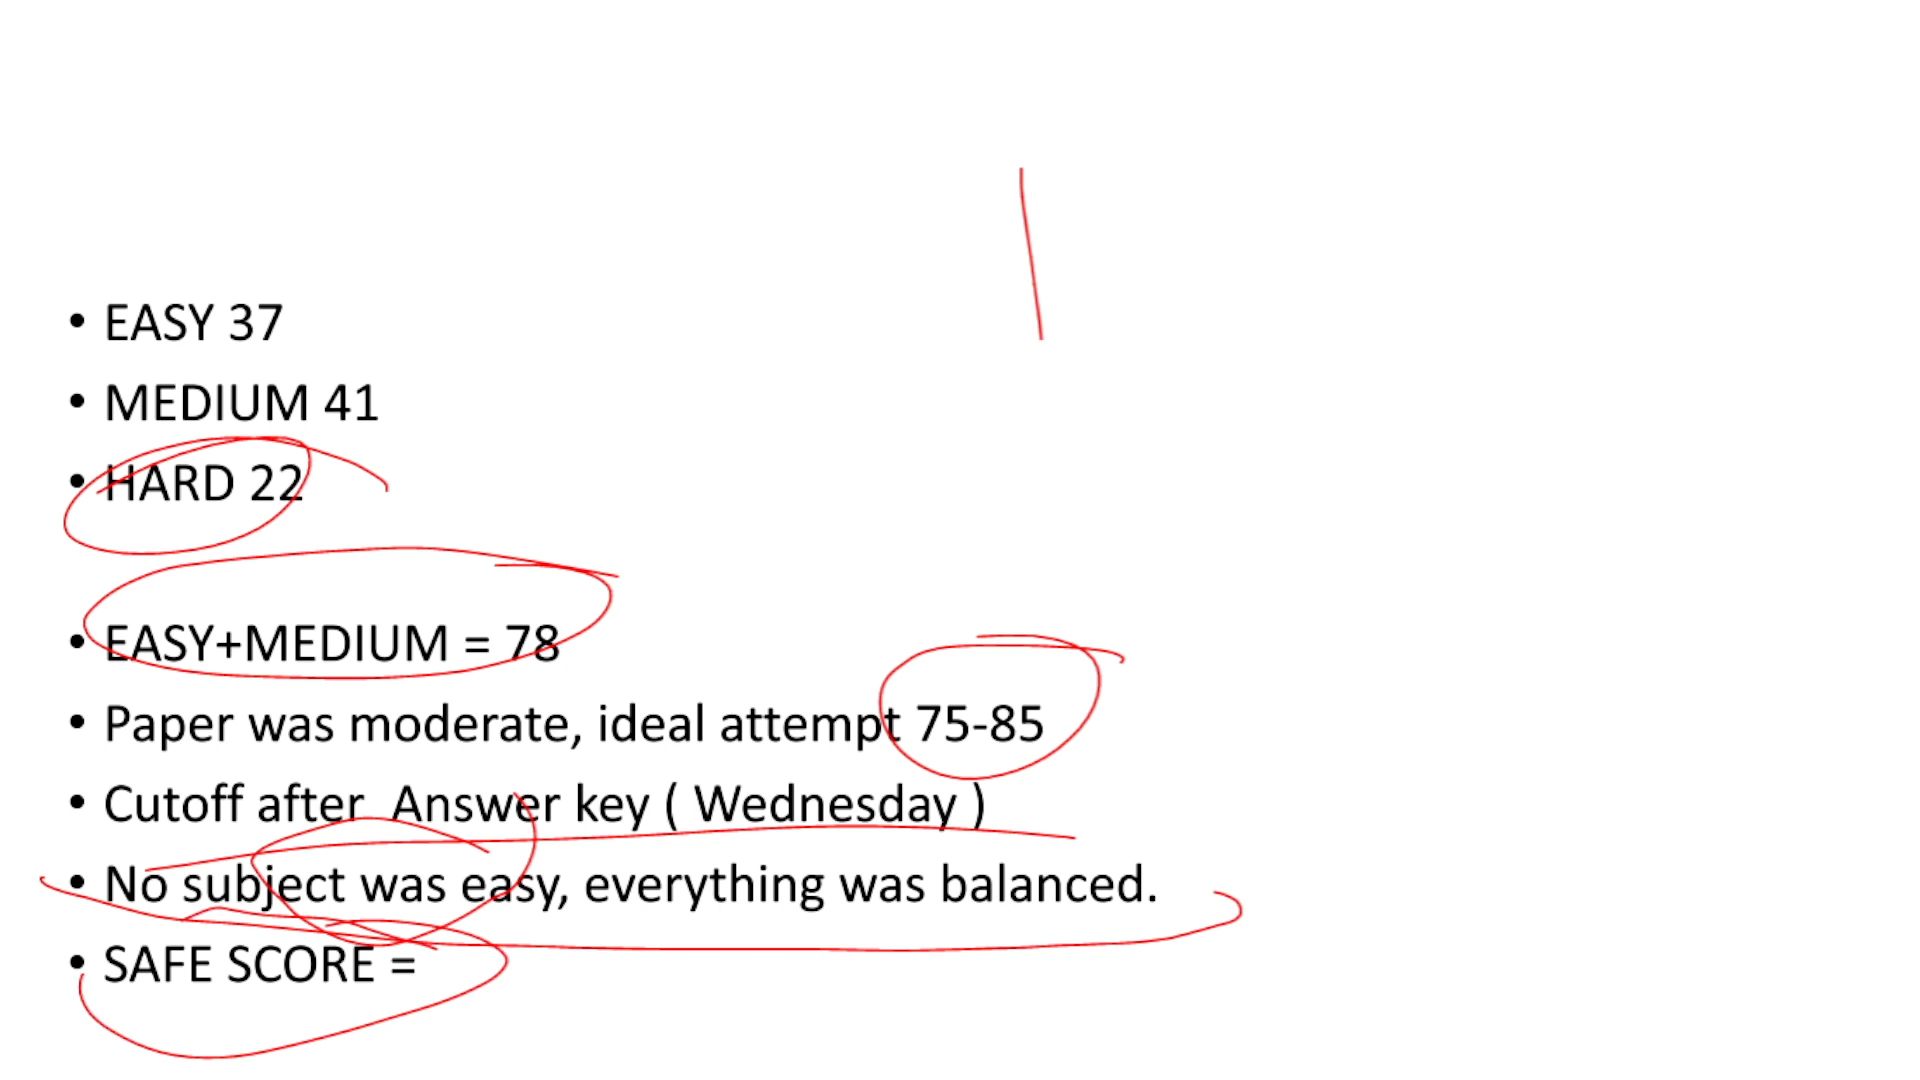 • EASY 37
• MEDIUM 41
• HARD 22
• EASY+MEDIUM = 78
• Paper was moderate, ideal attempt 75-85
• Cutoff after  Answer key ( Wednesday )
• No subject was easy, everything was balanced.
• SAFE SCORE =